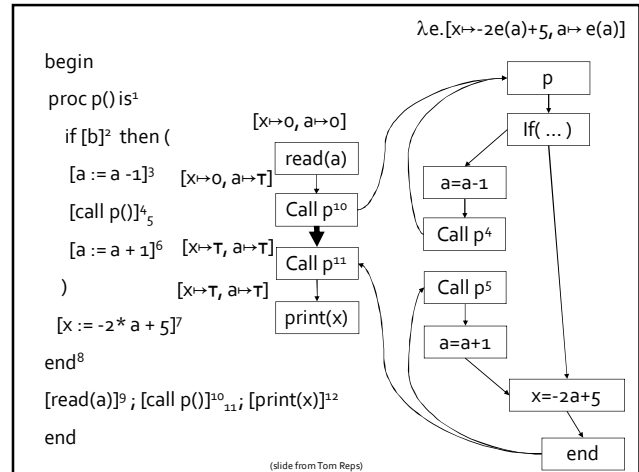 λe.[x↦-2e(a)+5, a↦ e(a)]
begin
proc p() is¹
if [b]² then (
[a := a -1]³
[call p()]⁴₅
[a := a + 1]⁶
)
[x := -2* a + 5]⁷
end⁸
[read(a)]⁹ ; [call p()]¹⁰₁₁; [print(x)]¹²
end
[x↦0, a↦0]
read(a)
[x↦0, a↦T]
Call p¹⁰
[x↦T, a↦T]
Call p¹¹
[x↦T, a↦T]
print(x)
p
If( ... )
a=a-1
Call p⁴
Call p⁵
a=a+1
x=-2a+5
end
(slide from Tom Reps)